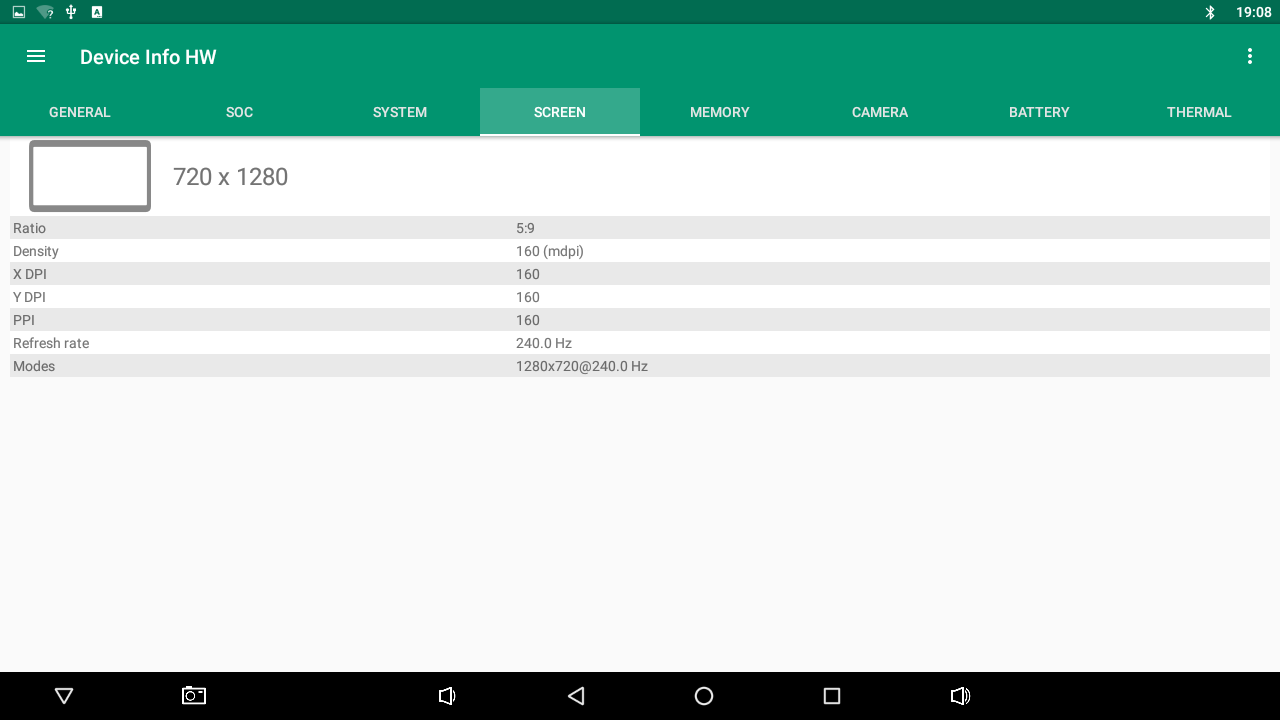 19:08
Device Info HW
GENERAL SOC SYSTEM SCREEN MEMORY CAMERA BATTERY THERMAL
720 x 1280
Ratio 5:9
Density 160 (mdpi)
X DPI 160
Y DPI 160
PPI 160
Refresh rate 240.0 Hz
Modes 1280x720@240.0 Hz